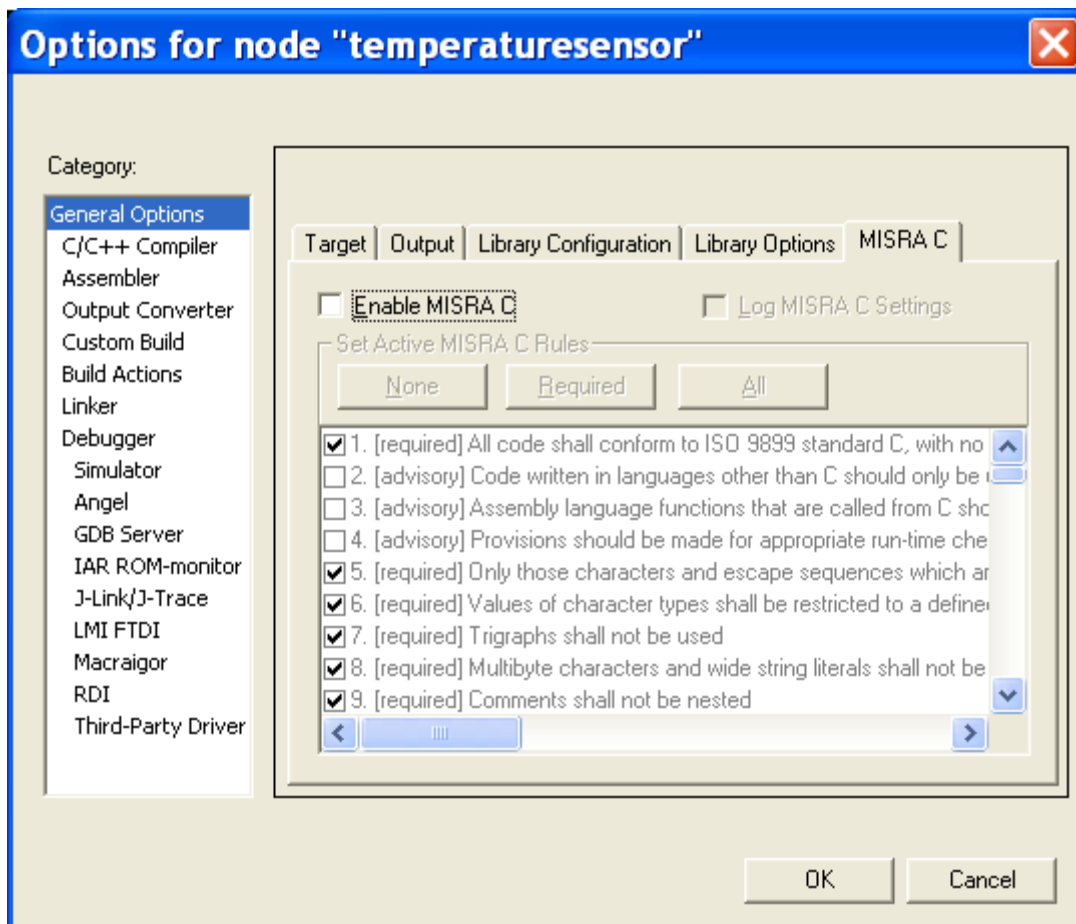 Options for node "temperaturesensor"
Category:
General Options
C/C++ Compiler
Assembler
Output Converter
Custom Build
Build Actions
Linker
Debugger
Simulator
Angel
GDB Server
IAR ROM-monitor
J-Link/J-Trace
LMI FTDI
Macraigor
RDI
Third-Party Driver
Target Output Library Configuration Library Options MISRA C
Enable MISRA C Log MISRA C Settings
Set Active MISRA C Rules
None Required All
1. [required] All code shall conform to ISO 9899 standard C, with no
2. [advisory] Code written in languages other than C should only be
3. [advisory] Assembly language functions that are called from C
4. [advisory] Provisions should be made for appropriate run-time
5. [required] Only those characters and escape sequences which
6. [required] Values of character types shall be restricted to a
7. [required] Trigraphs shall not be used
8. [required] Multibyte characters and wide string literals shall not be
9. [required] Comments shall not be nested
OK Cancel